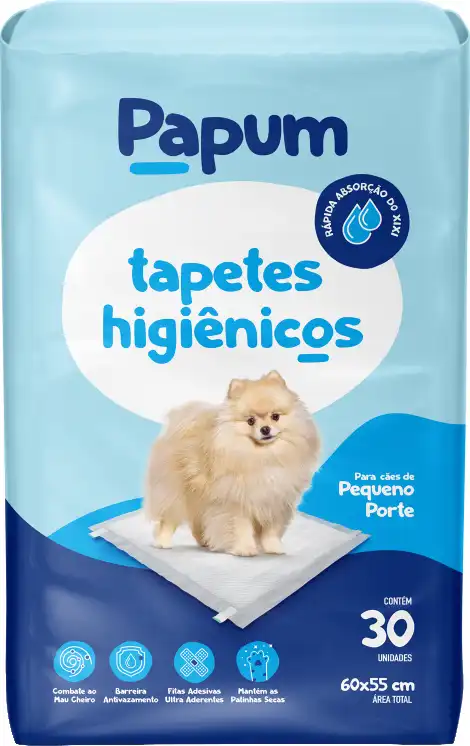 Papum
RÁPIDA ABSORÇÃO DO XIXI
tapetes
higiênicos
Para cães de
Pequeno
Porte
CONTÉM
30
UNIDADES
60x55 cm
ÁREA TOTAL
Combate ao
Mau Cheiro
Barreira
Antivazamento
Fitas Adesivas
Ultra Aderentes
Mantém as
Patinhas Secas